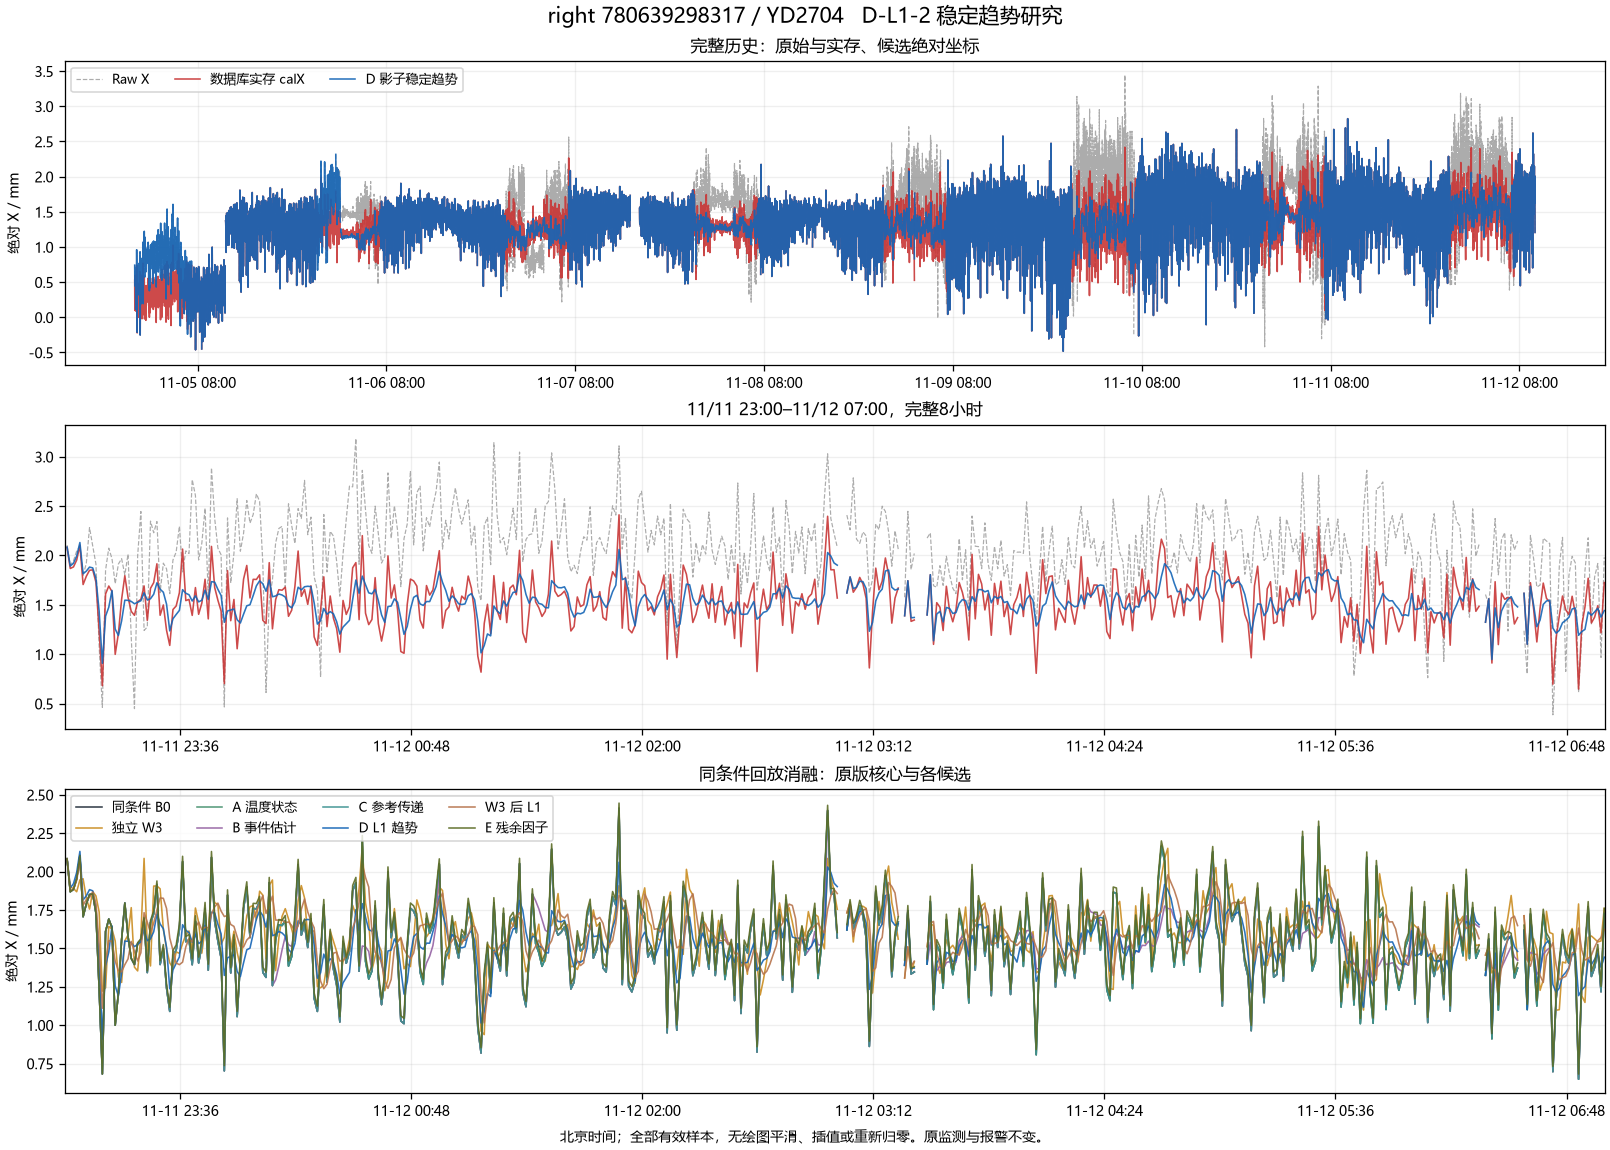 right 780639298317 / YD2704   D-L1-2 稳定趋势研究
完整历史：原始与实存、候选绝对坐标
Raw X
数据库实存 calX
D 影子稳定趋势
绝对 X / mm
3.5
3.0
2.5
2.0
1.5
1.0
0.5
0.0
-0.5
11-05 08:00
11-06 08:00
11-07 08:00
11-08 08:00
11-09 08:00
11-10 08:00
11-11 08:00
11-12 08:00
11/11 23:00–11/12 07:00，完整8小时
绝对 X / mm
3.0
2.5
2.0
1.5
1.0
0.5
11-11 23:36
11-12 00:48
11-12 02:00
11-12 03:12
11-12 04:24
11-12 05:36
11-12 06:48
同条件回放消融：原版核心与各候选
同条件 B0
A 温度状态
C 参考传递
W3 后 L1
独立 W3
B 事件估计
D L1 趋势
E 残余因子
绝对 X / mm
2.50
2.25
2.00
1.75
1.50
1.25
1.00
0.75
11-11 23:36
11-12 00:48
11-12 02:00
11-12 03:12
11-12 04:24
11-12 05:36
11-12 06:48
北京时间；全部有效样本，无绘图平滑、插值或重新归零。原监测与报警不变。